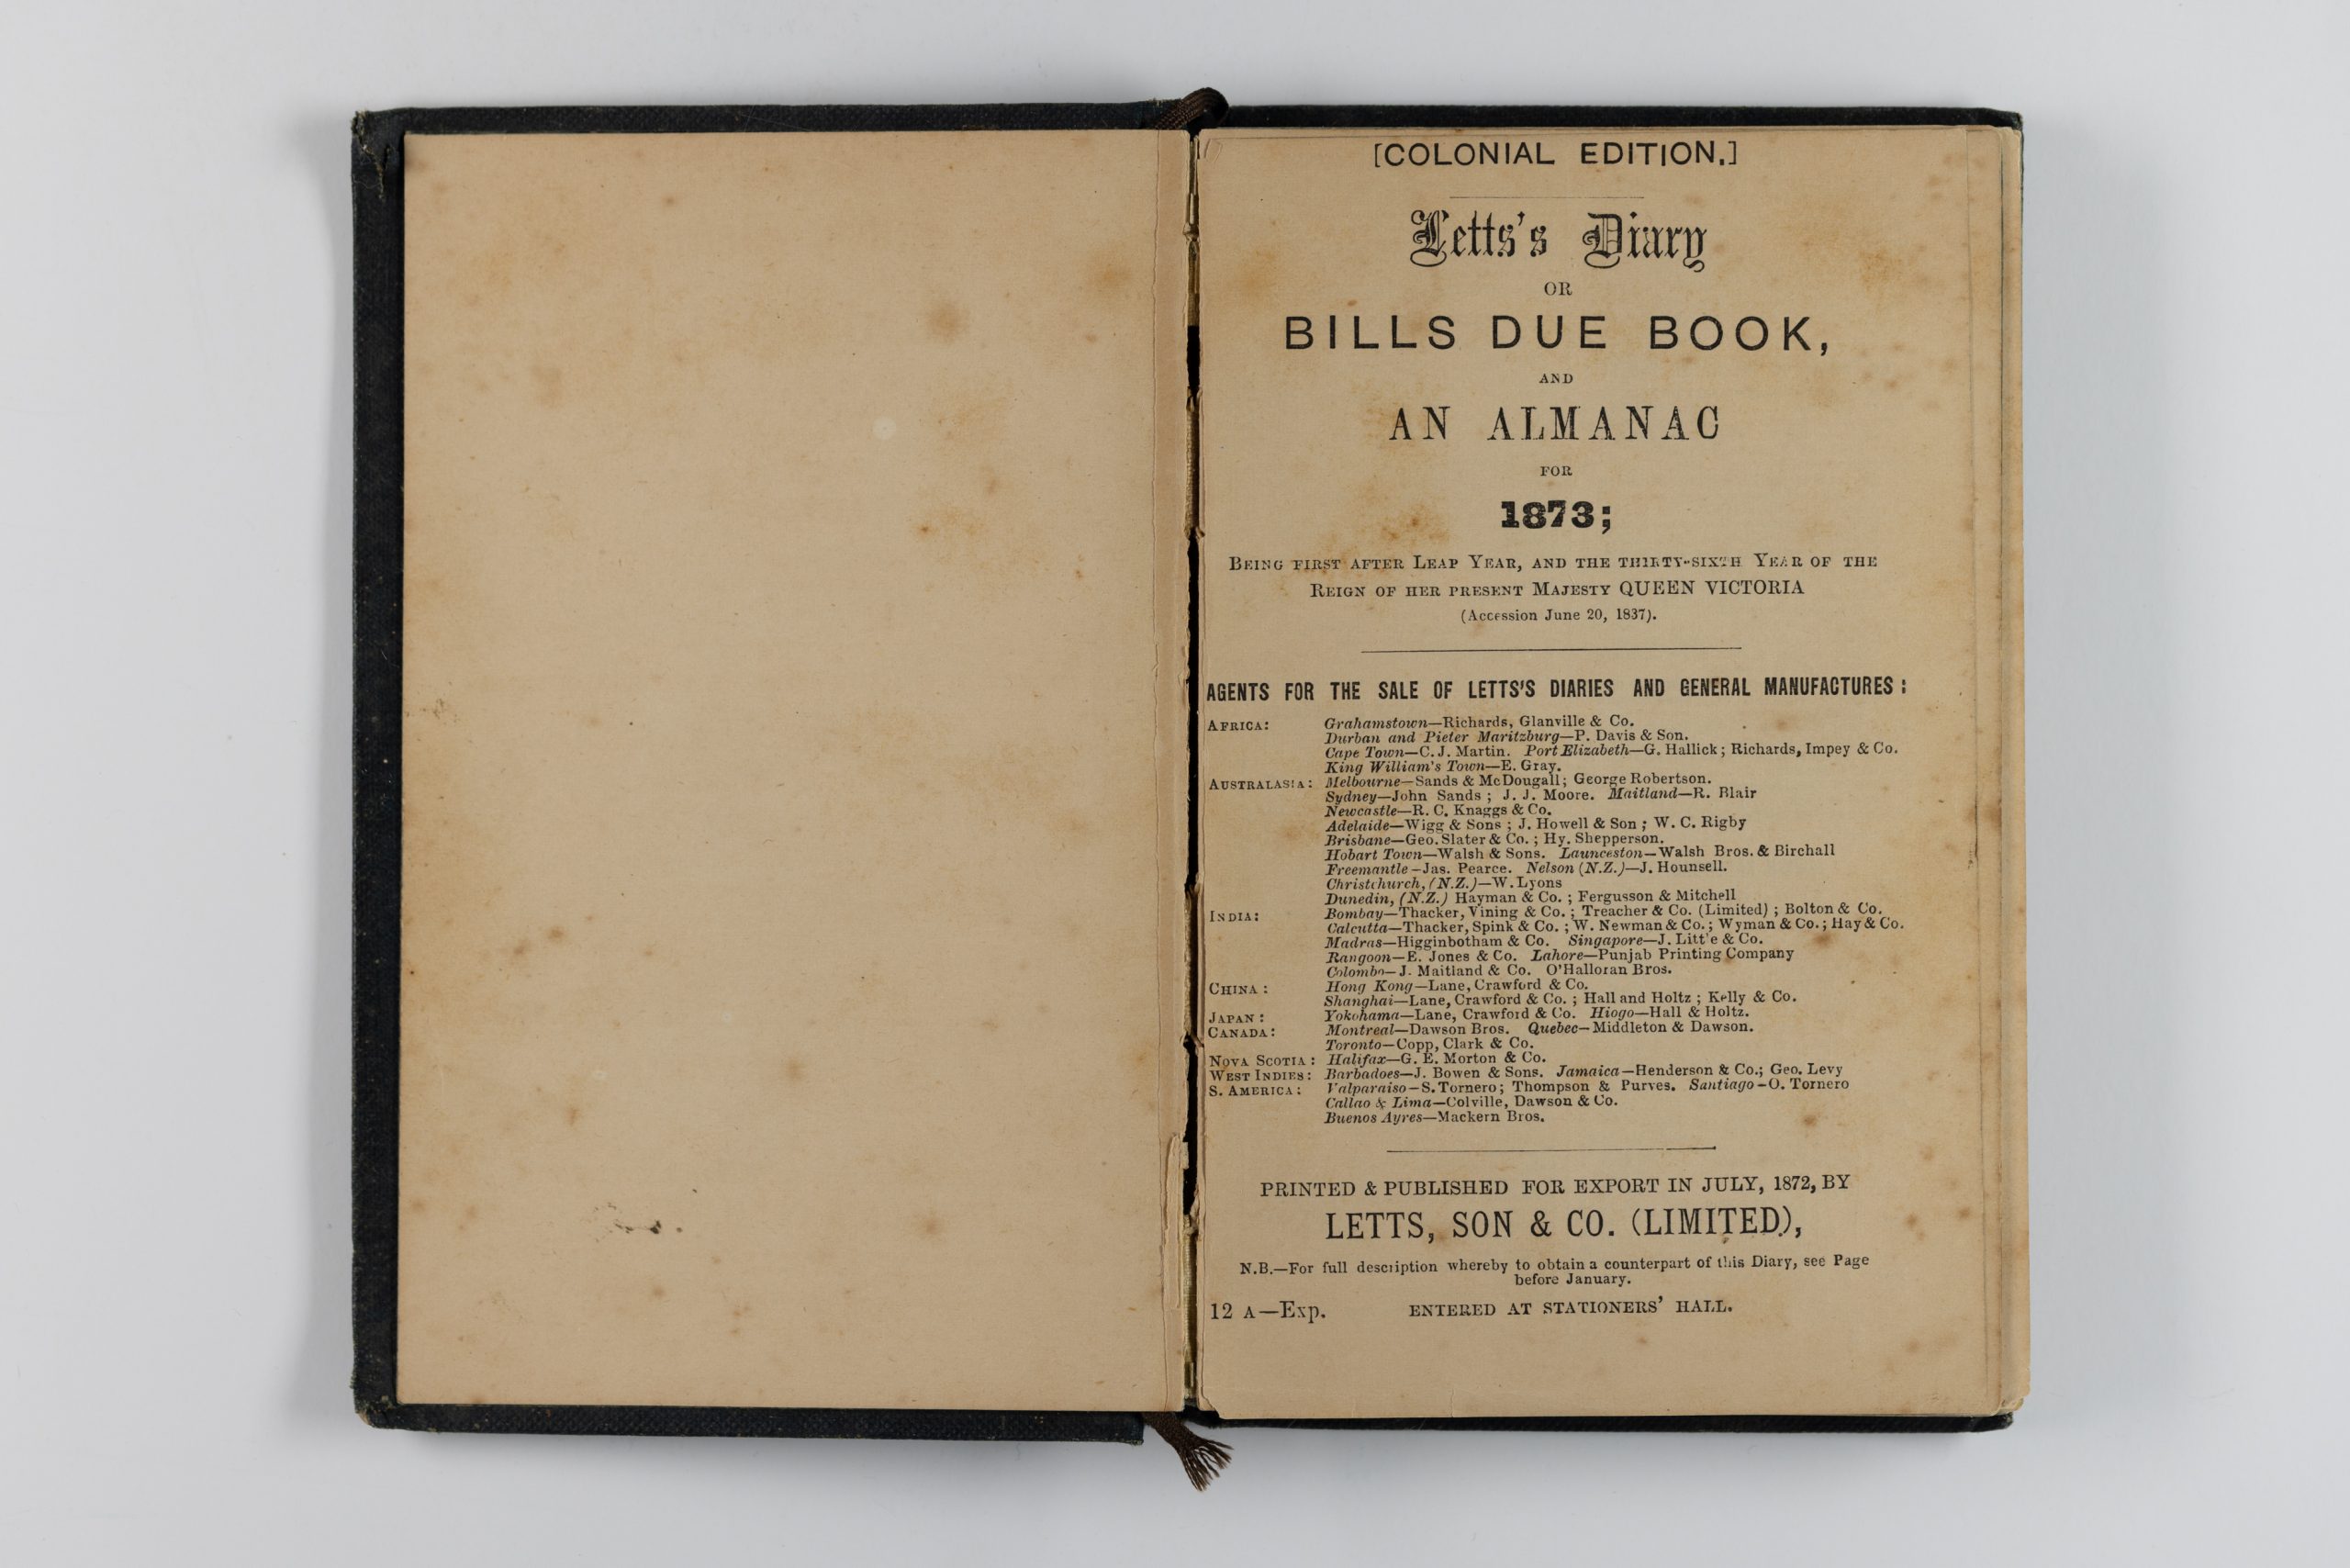 [COLONIAL EDITION.]
Letts's Diary
OR
BILLS DUE BOOK,
AND
AN ALMANAC
FOR
1873;
BEING FIRST AFTER LEAP YEAR, AND THE THIRTY-SIXTH YEAR OF THE
REIGN OF HER PRESENT MAJESTY QUEEN VICTORIA
(Accession June 20, 1837).
AGENTS FOR THE SALE OF LETTS'S DIARIES AND GENERAL MANUFACTURES:
AFRICA: Grahamstown—Richards, Glanville & Co.
Durban and Pieter Maritzburg—P. Davis & Son.
Cape Town—C. J. Martin. Port Elizabeth—G. Hallick; Richards, Impey & Co.
King William's Town—E. Gray.
AUSTRALASIA: Melbourne—Sands & McDougall; George Robertson.
Sydney—John Sands; J. J. Moore. Maitland—R. Blair
Newcastle—R. C. Knaggs & Co.
Adelaide—Wigg & Sons; J. Howell & Son; W. C. Rigby
Brisbane—Geo. Slater & Co.; Hy. Shepperson.
Hobart Town—Walsh & Sons. Launceston—Walsh Bros. & Birchall
Freemantle—Jas. Pearce. Nelson (N.Z.)—J. Hounsell.
Christchurch, (N.Z.)—W. Lyons
Dunedin, (N.Z.) Hayman & Co.; Fergusson & Mitchell
INDIA: Bombay—Thacker, Vining & Co.; Treacher & Co. (Limited); Bolton & Co.
Calcutta—Thacker, Spink & Co.; W. Newman & Co.; Wyman & Co.; Hay & Co.
Madras—Higginbotham & Co. Singapore—J. Little & Co.
Rangoon—E. Jones & Co. Lahore—Punjab Printing Company
Colombo—J. Maitland & Co. O'Halloran Bros.
CHINA: Hong Kong—Lane, Crawford & Co.
Shanghai—Lane, Crawford & Co.; Hall and Holtz; Kelly & Co.
JAPAN: Yokohama—Lane, Crawford & Co. Hiogo—Hall & Holtz.
CANADA: Montreal—Dawson Bros. Quebec—Middleton & Dawson.
Toronto—Copp, Clark & Co.
NOVA SCOTIA: Halifax—G. E. Morton & Co.
WEST INDIES: Barbadoes—J. Bowen & Sons. Jamaica—Henderson & Co.; Geo. Levy
S. AMERICA: Valparaiso—S. Tornero; Thompson & Purves. Santiago—O. Tornero
Callao & Lima—Colville, Dawson & Co.
Buenos Ayres—Mackern Bros.
PRINTED & PUBLISHED FOR EXPORT IN JULY, 1872, BY
LETTS, SON & CO. (LIMITED),
N.B.—For full description whereby to obtain a counterpart of this Diary, see Page
before January.
12 A—Exp. ENTERED AT STATIONERS' HALL.